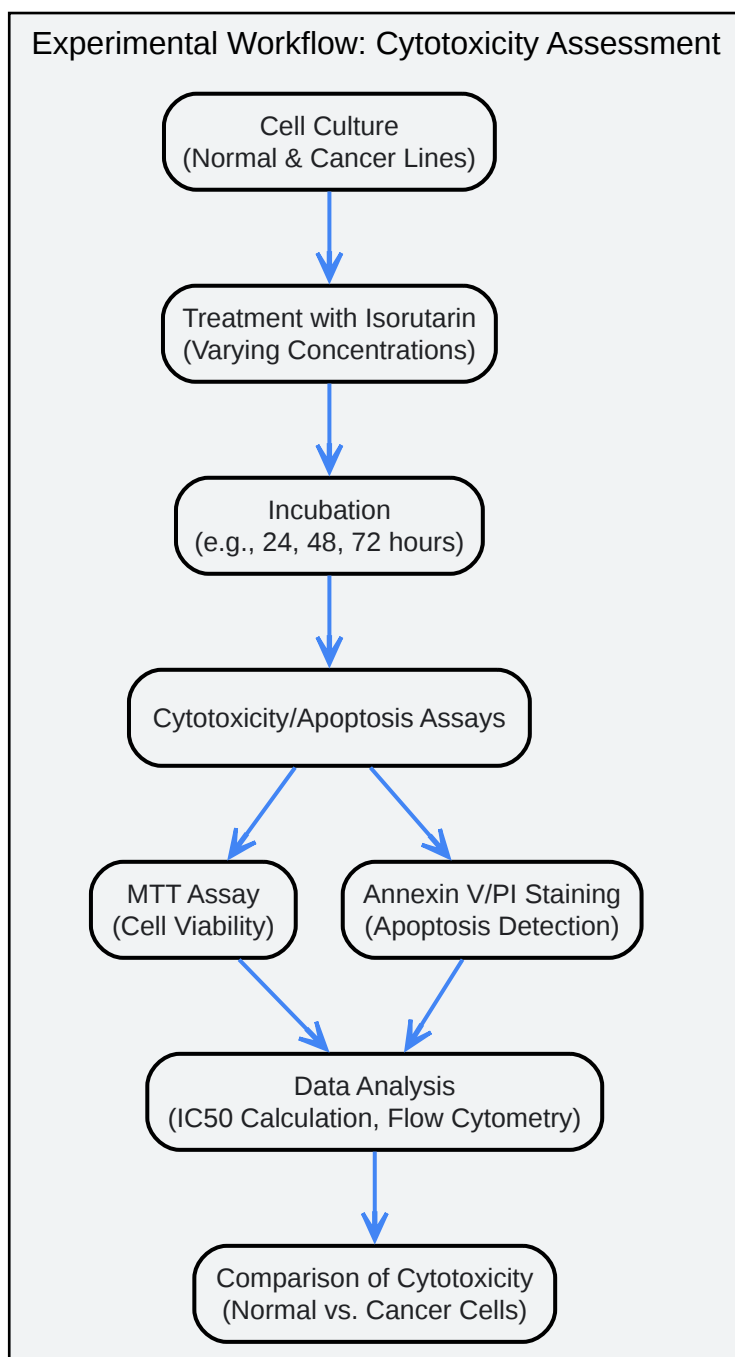 Experimental Workflow: Cytotoxicity Assessment
Cell Culture
(Normal & Cancer Lines)
Treatment with Isorutarin
(Varying Concentrations)
Incubation
(e.g., 24, 48, 72 hours)
Cytotoxicity/Apoptosis Assays
MTT Assay
(Cell Viability)
Annexin V/PI Staining
(Apoptosis Detection)
Data Analysis
(IC50 Calculation, Flow Cytometry)
Comparison of Cytotoxicity
(Normal vs. Cancer Cells)